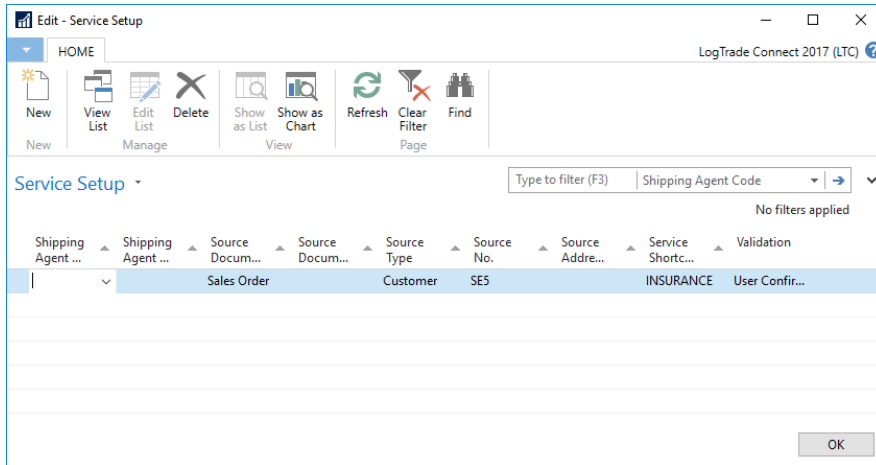 Edit - Service Setup
HOME
LogTrade Connect 2017 (LTC)
New
View List
Edit List
Delete
Show as List
Show as Chart
Refresh
Clear Filter
Find
New
Manage
View
Page
Service Setup
Type to filter (F3)
Shipping Agent Code
No filters applied
Shipping Agent ...
Shipping Agent ...
Source Docum...
Source Docum...
Source Type
Source No.
Source Addre...
Service Shortc...
Validation
Sales Order
Customer
SE5
INSURANCE
User Confir...
OK